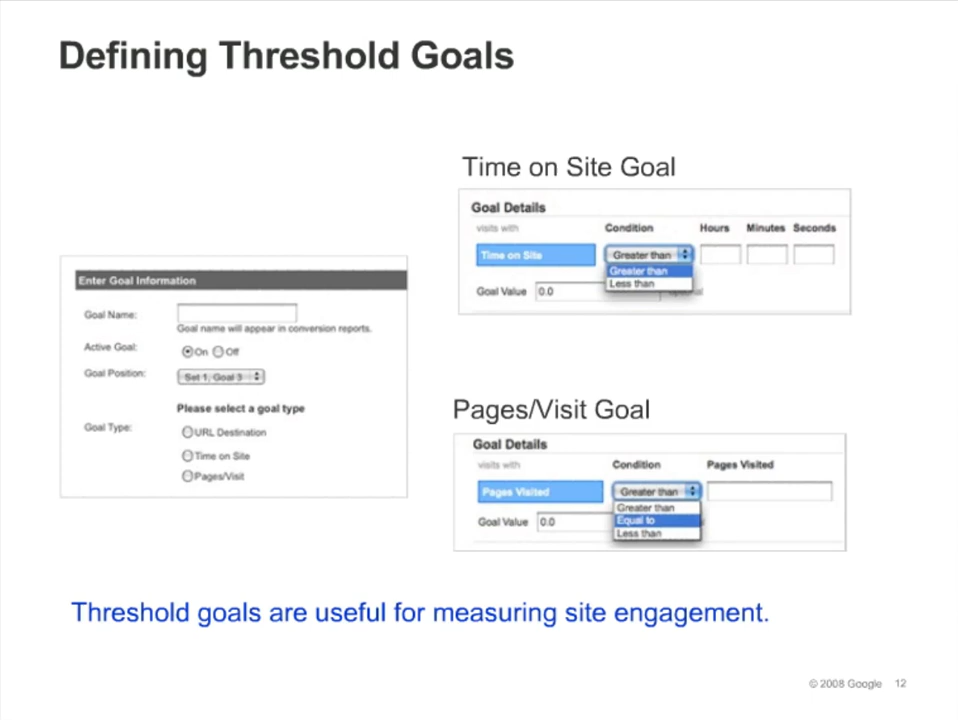 Defining Threshold Goals
Enter Goal Information
Goal Name:
Goal name will appear in conversion reports.
Active Goal: On Off
Goal Position: Set 1, Goal 3
Please select a goal type
Goal Type: URL Destination
Time on Site
Pages/Visit
Time on Site Goal
Goal Details
visits with Condition Hours Minutes Seconds
Time on Site Greater than
Greater than
Less than
Goal Value 0.0 optional
Pages/Visit Goal
Goal Details
visits with Condition Pages Visited
Pages Visited Greater than
Greater than
Equal to
Goal Value 0.0
Less than
Threshold goals are useful for measuring site engagement.
© 2008 Google 12